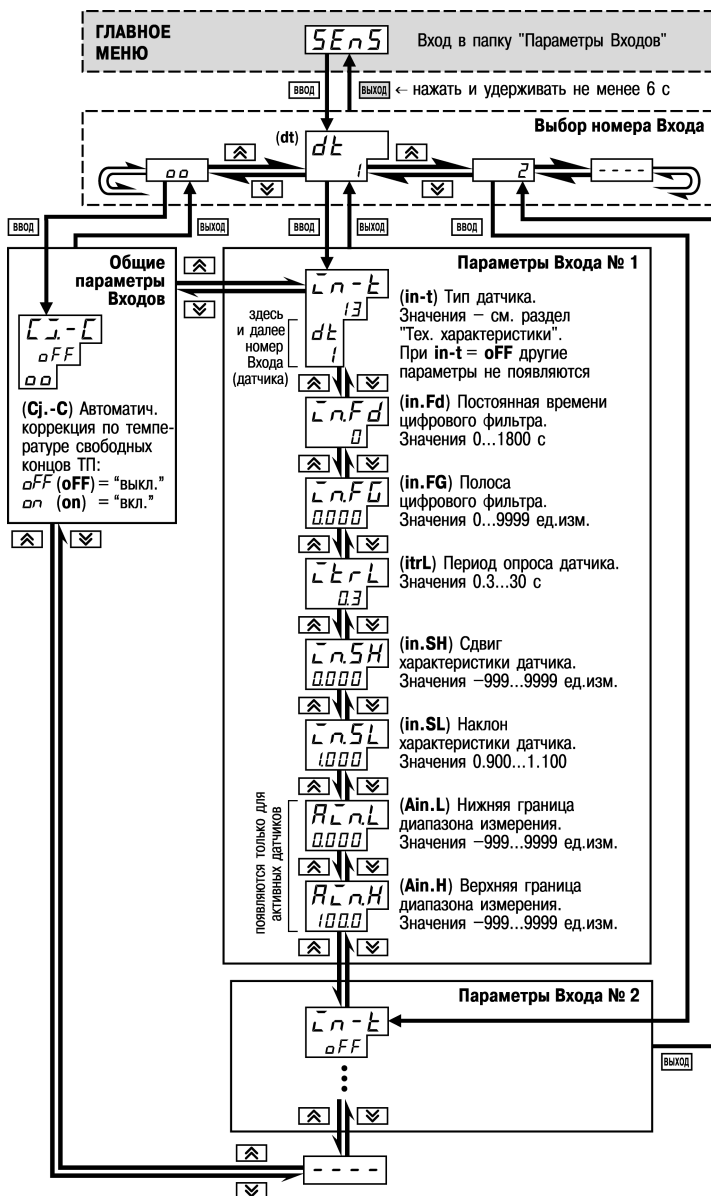 ГЛАВНОЕ
МЕНЮ
SEnS
Вход в папку "Параметры Входов"
ВВОД
ВЫХОД
← нажать и удерживать не менее 6 с
Выбор номера Входа
(dt)
dt
1
oo
2
----
ВВОД
ВЫХОД
ВВОД
ВЫХОД
ВВОД
Общие
параметры
Входов
Cj.-C
oFF
oo
(Cj.-C) Автоматич.
коррекция по темпе-
ратуре свободных
концов ТП:
oFF (oFF) = “выкл.”
on (on) = “вкл.”
Параметры Входа № 1
in-t
13
dt
1
здесь
и далее
номер
Входа
(датчика)
(in-t) Тип датчика.
Значения – см. раздел
"Тех. характеристики".
При in-t = oFF другие
параметры не появляются
in.Fd
0
(in.Fd) Постоянная времени
цифрового фильтра.
Значения 0...1800 с
in.FG
0.000
(in.FG) Полоса
цифрового фильтра.
Значения 0...9999 ед.изм.
itrL
0.3
(itrL) Период опроса датчика.
Значения 0.3...30 с
in.SH
0.000
(in.SH) Сдвиг
характеристики датчика.
Значения –999...9999 ед.изм.
in.SL
1.000
(in.SL) Наклон
характеристики датчика.
Значения 0.900...1.100
появляются только для
активных датчиков
Ain.L
0.000
(Ain.L) Нижняя граница
диапазона измерения.
Значения –999...9999 ед.изм.
Ain.H
100.0
(Ain.H) Верхняя граница
диапазона измерения.
Значения –999...9999 ед.изм.
Параметры Входа № 2
in-t
oFF
ВЫХОД
----